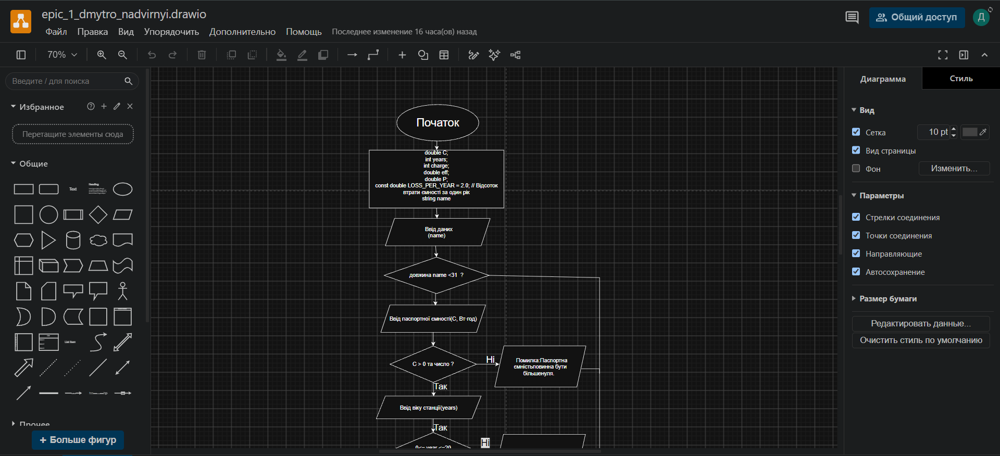 epic_1_dmytro_nadvirnyi.drawio
Файл Правка Вид Упорядочить Дополнительно Помощь Последнее изменение 16 часа(ов) назад
Общий доступ
Д
70%
Введите / для поиска
Избранное
Перетащите элементы сюда
Общие
Text
Heading
List Item
Прочее
+ Больше фигур
Початок
double C;
int years;
int charge;
double eff;
double P;
const double LOSS_PER_YEAR = 2.0; // Відсоток
втрати ємності за один рік
string name
Ввід даних
(name)
довжина name <31 ?
Ввід паспортної ємності(C, Вт·год)
C > 0 та число ?
Ні
Помилка:Паспортна
ємністьповинна бути
більшенуля.
Так
Ввід віку станції(years)
Так
0<= year <=20
Ні
Диаграмма
Стиль
Вид
Сетка
10 pt
Вид страницы
Фон
Изменить...
Параметры
Стрелки соединения
Точки соединения
Направляющие
Автосохранение
Размер бумаги
Редактировать данные...
Очистить стиль по умолчанию